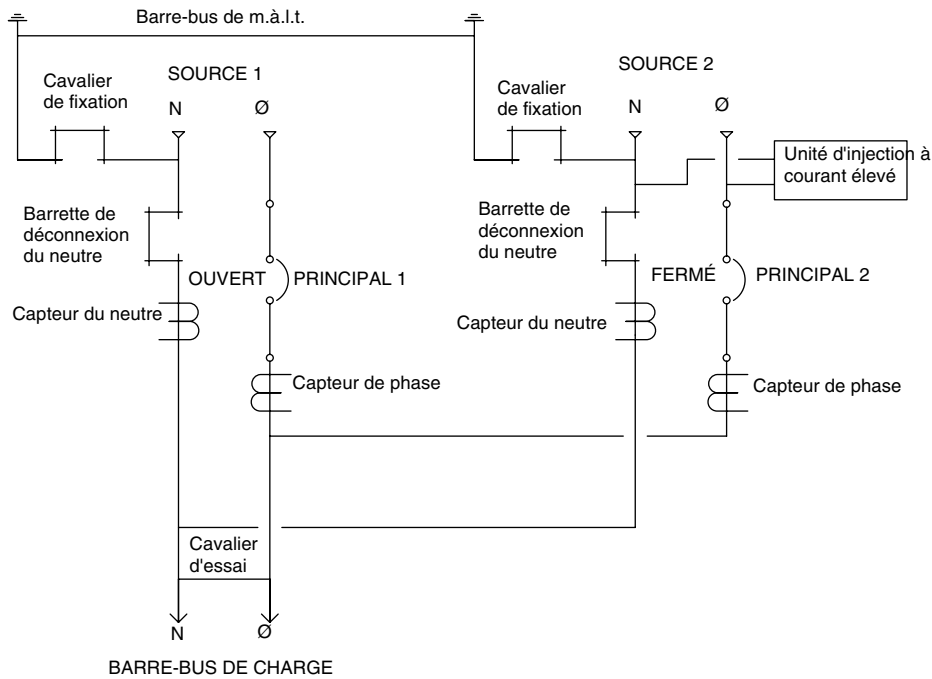 Barre-bus de m.à.l.t.
SOURCE 1
SOURCE 2
Cavalier
de fixation
Cavalier
de fixation
N
Ø
N
Ø
Unité d'injection à
courant élevé
Barrette de
déconnexion
du neutre
Barrette de
déconnexion
du neutre
OUVERT
PRINCIPAL 1
FERMÉ
PRINCIPAL 2
Capteur du neutre
Capteur du neutre
Capteur de phase
Capteur de phase
Cavalier
d'essai
N
Ø
BARRE-BUS DE CHARGE